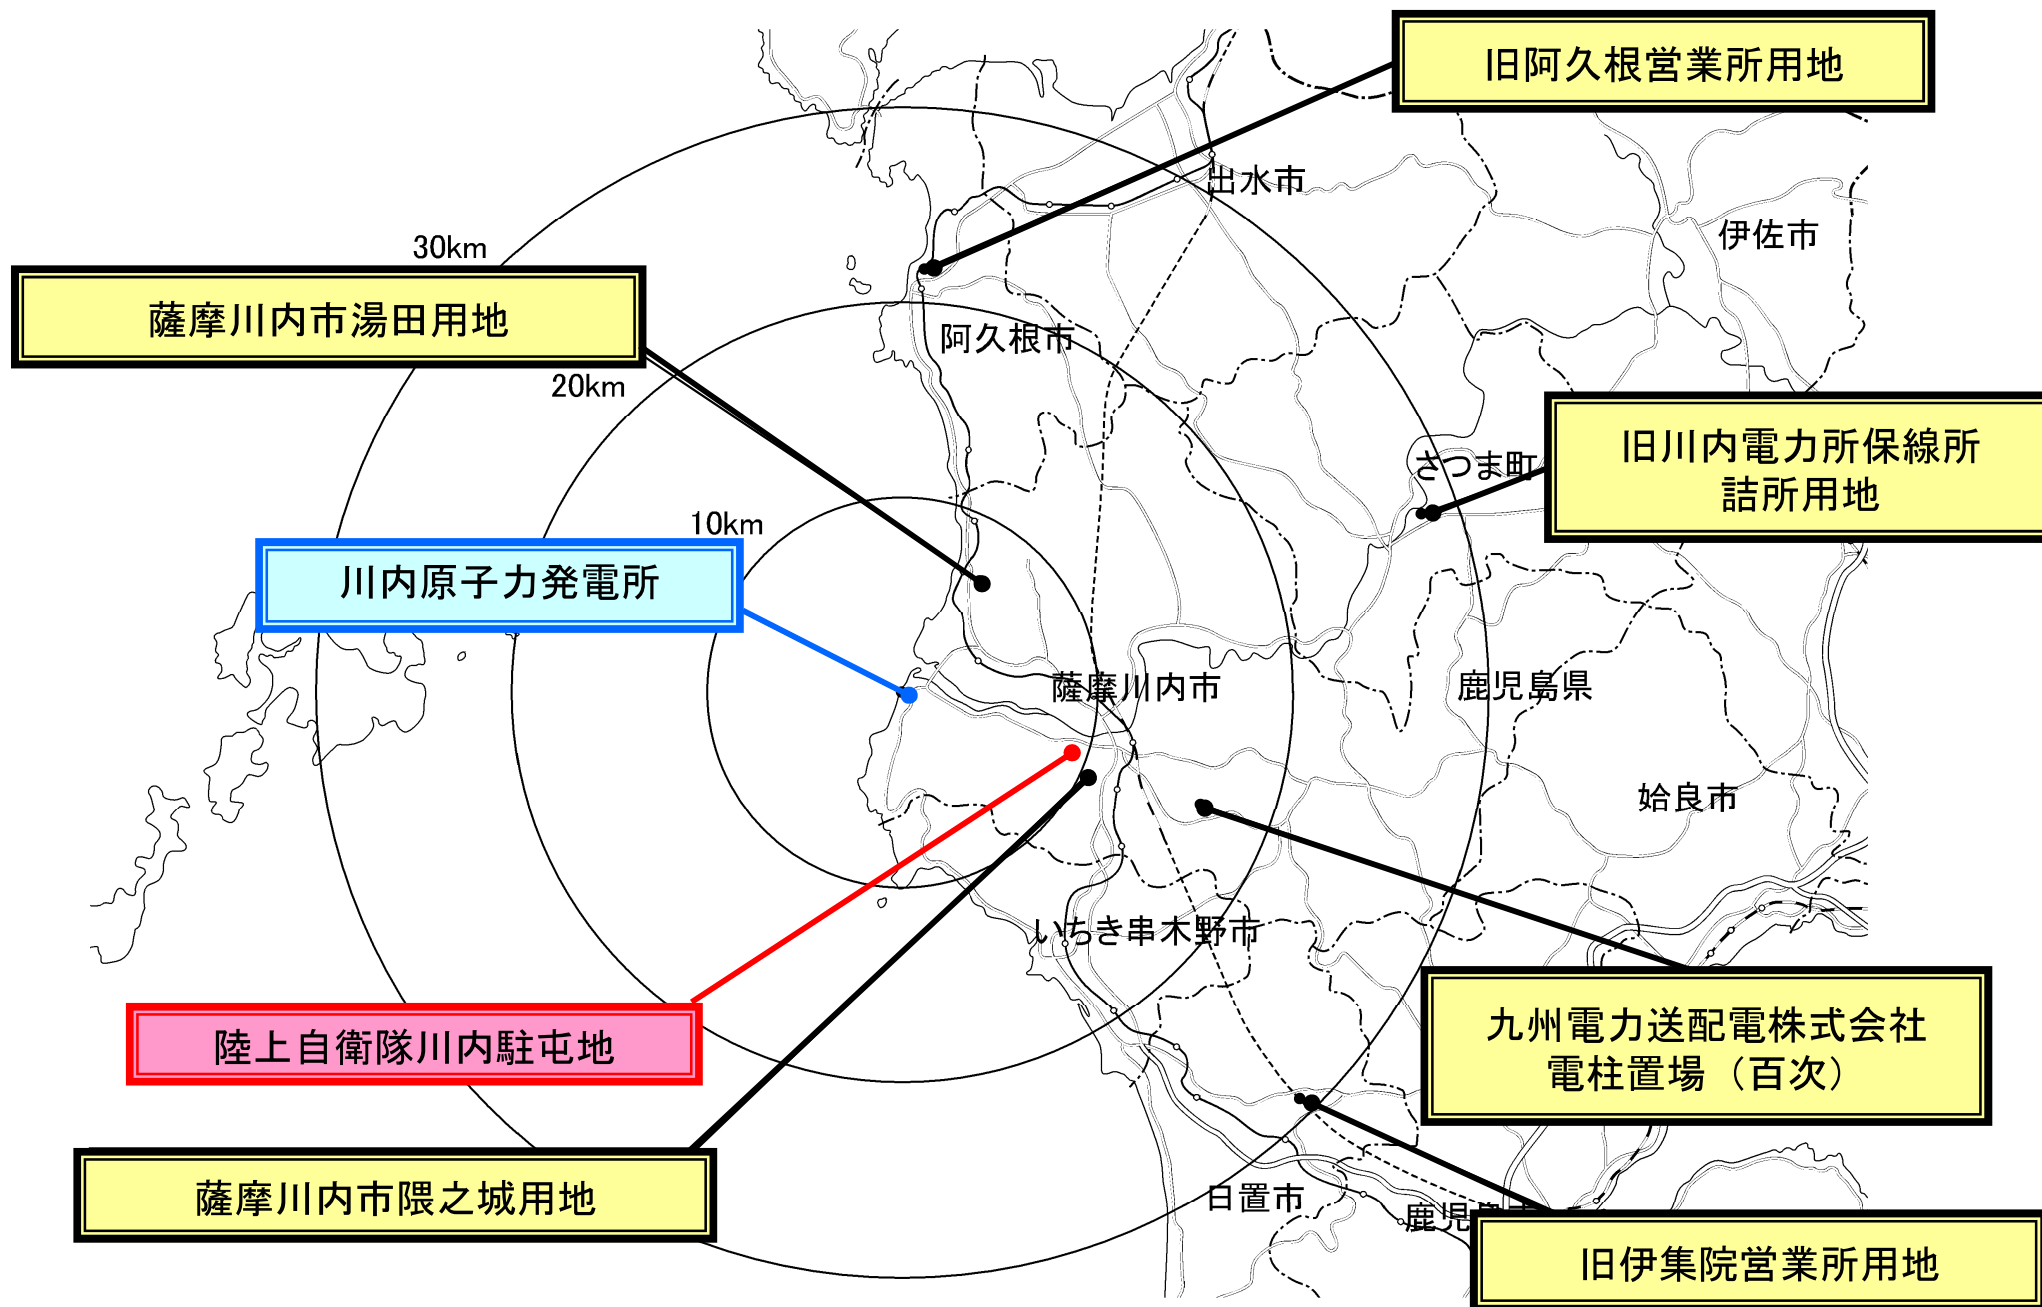 旧阿久根営業所用地
出水市
伊佐市
30km
薩摩川内市湯田用地
阿久根市
20km
旧川内電力所保線所
詰所用地
さつま町
10km
川内原子力発電所
薩摩川内市
鹿児島県
姶良市
いちき串木野市
陸上自衛隊川内駐屯地
九州電力送配電株式会社
電柱置場（百次）
薩摩川内市隈之城用地
日置市
鹿児島市
旧伊集院営業所用地